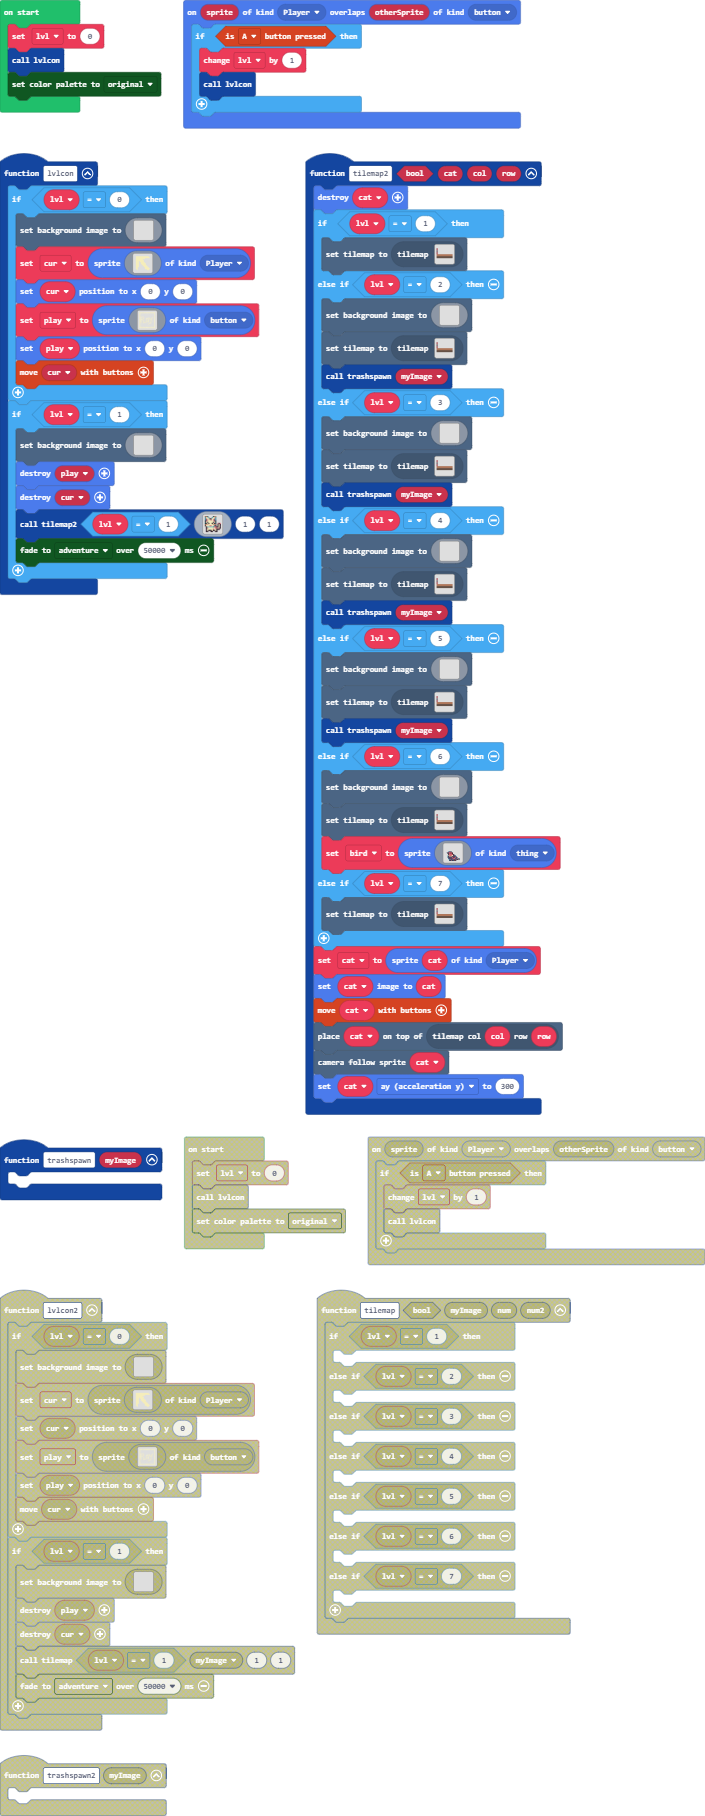 on start
set lvl to 0
call lvlcon
set color palette to original
on sprite of kind Player overlaps otherSprite of kind button
if is A button pressed then
change lvl by 1
call lvlcon
function lvlcon
if lvl = 0 then
set background image to
set cur to sprite of kind Player
set cur position to x 0 y 0
set play to sprite of kind button
set play position to x 0 y 0
move cur with buttons
if lvl = 1 then
set background image to
destroy play
destroy cur
call tilemap2 lvl = 1 1 1
fade to adventure over 50000 ms
function tilemap2 bool cat col row
destroy cat
if lvl = 1 then
set tilemap to tilemap
else if lvl = 2 then
set background image to
set tilemap to tilemap
call trashspawn myImage
else if lvl = 3 then
set background image to
set tilemap to tilemap
call trashspawn myImage
else if lvl = 4 then
set background image to
set tilemap to tilemap
call trashspawn myImage
else if lvl = 5 then
set background image to
set tilemap to tilemap
call trashspawn myImage
else if lvl = 6 then
set background image to
set tilemap to tilemap
set bird to sprite of kind thing
else if lvl = 7 then
set tilemap to tilemap
set cat to sprite cat of kind Player
set cat image to cat
move cat with buttons
place cat on top of tilemap col col row row
camera follow sprite cat
set cat ay (acceleration y) to 300
function trashspawn myImage
on start
set lvl to 0
call lvlcon
set color palette to original
on sprite of kind Player overlaps otherSprite of kind button
if is A button pressed then
change lvl by 1
call lvlcon
function lvlcon2
if lvl = 0 then
set background image to
set cur to sprite of kind Player
set cur position to x 0 y 0
set play to sprite of kind button
set play position to x 0 y 0
move cur with buttons
if lvl = 1 then
set background image to
destroy play
destroy cur
call tilemap lvl = 1 myImage 1 1
fade to adventure over 50000 ms
function tilemap bool myImage num num2
if lvl = 1 then
else if lvl = 2 then
else if lvl = 3 then
else if lvl = 4 then
else if lvl = 5 then
else if lvl = 6 then
else if lvl = 7 then
function trashspawn2 myImage